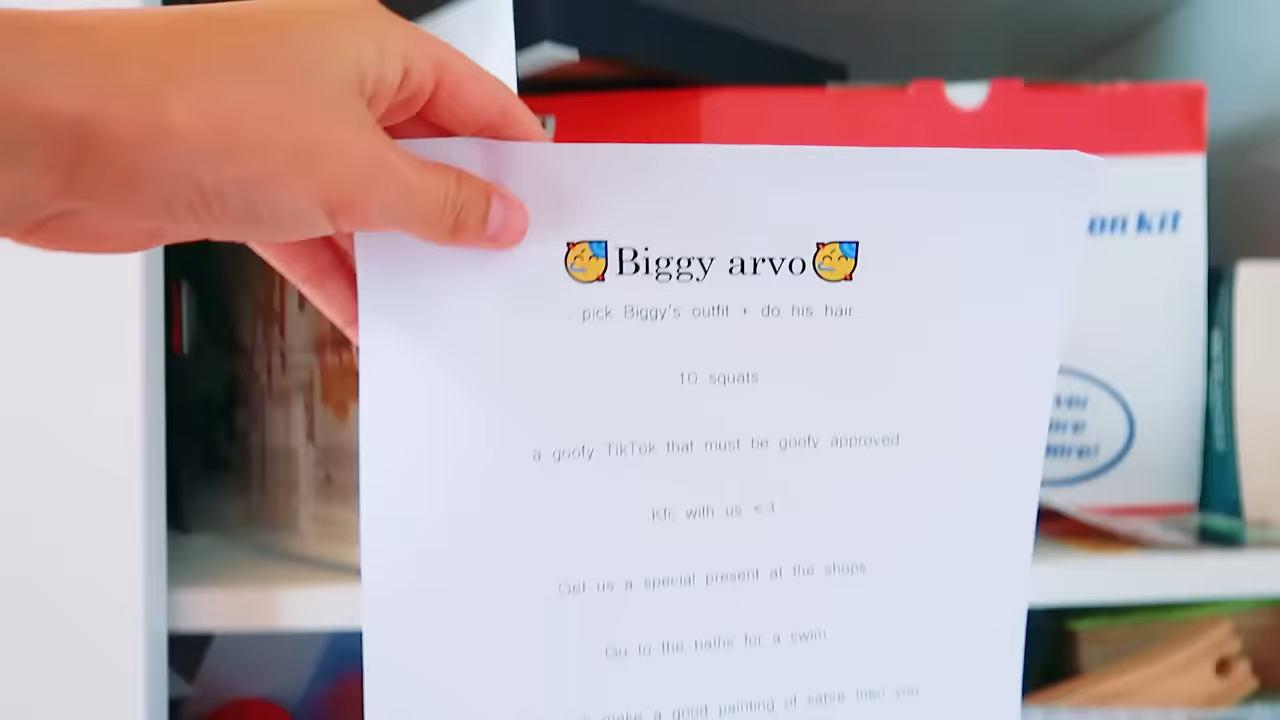 🥳Biggy arvo🥳
on kit
pick Biggy's outfit + do his hair
10 squats
a goofy TikTok that must be goofy approved
Kfc with us <3
Get us a special present at the shops
Go to the baths for a swim
make a good painting of sabre then you